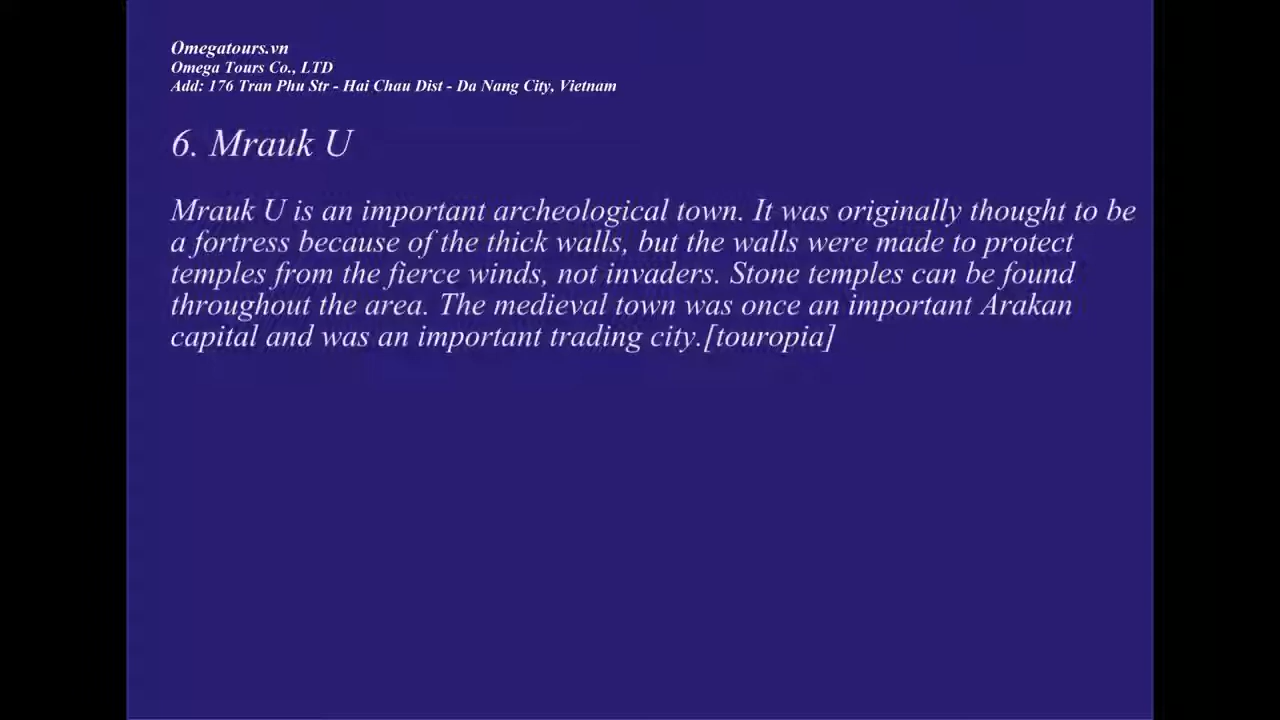 Omegatours.vn
Omega Tours Co., LTD
Add: 176 Tran Phu Str - Hai Chau Dist - Da Nang City, Vietnam
6. Mrauk U
Mrauk U is an important archeological town. It was originally thought to be
a fortress because of the thick walls, but the walls were made to protect
temples from the fierce winds, not invaders. Stone temples can be found
throughout the area. The medieval town was once an important Arakan
capital and was an important trading city.[touropia]